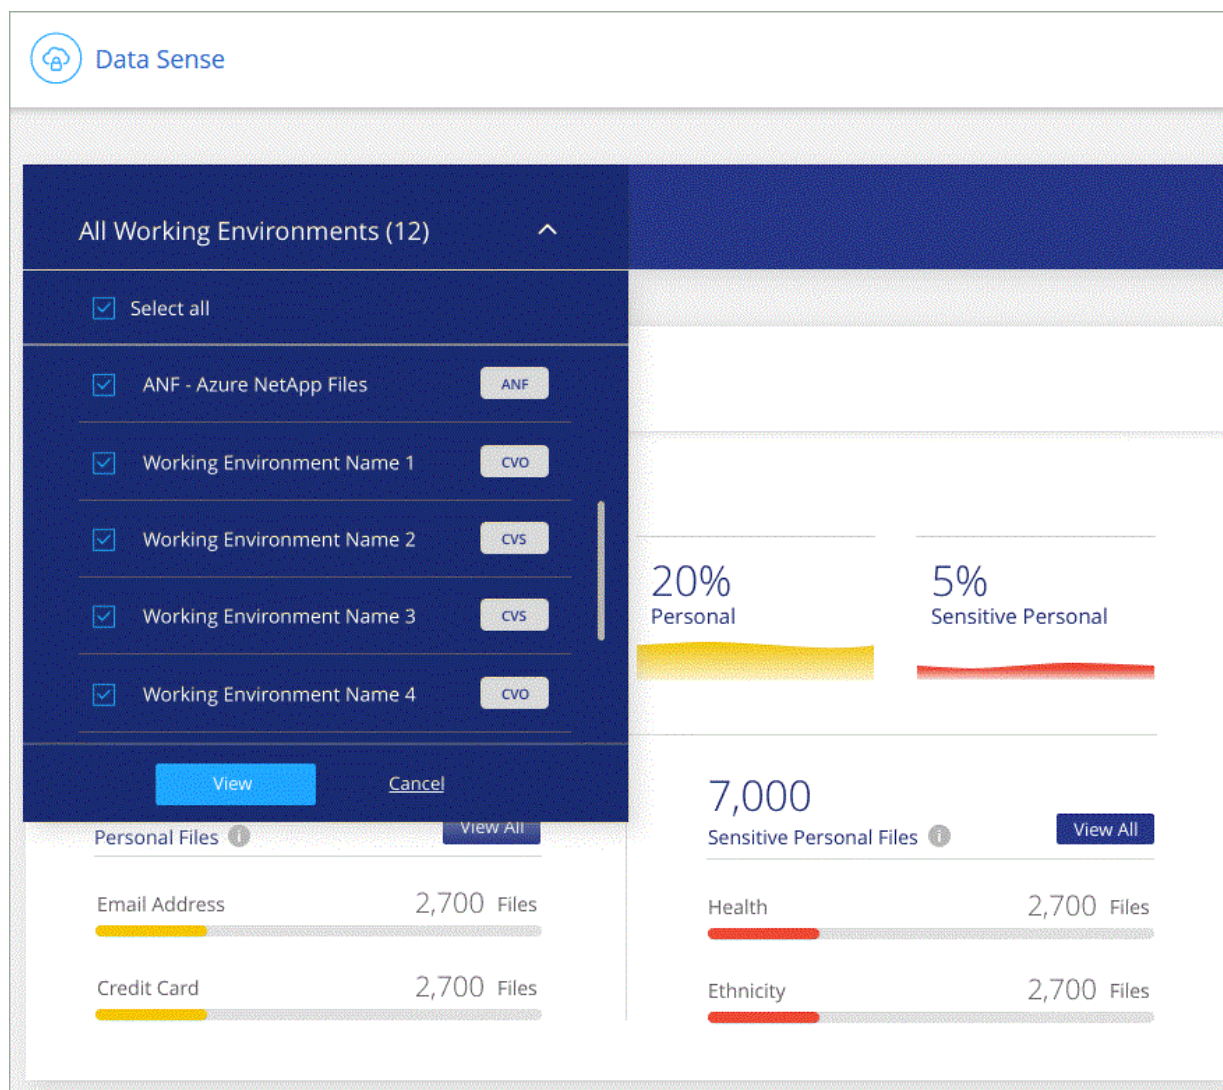 Data Sense
All Working Environments (12)
Select all
ANF - Azure NetApp Files ANF
Working Environment Name 1 CVO
Working Environment Name 2 CVS
Working Environment Name 3 CVS
Working Environment Name 4 CVO
View Cancel
20%
Personal
5%
Sensitive Personal
Personal Files View All
Email Address 2,700 Files
Credit Card 2,700 Files
7,000
Sensitive Personal Files View All
Health 2,700 Files
Ethnicity 2,700 Files